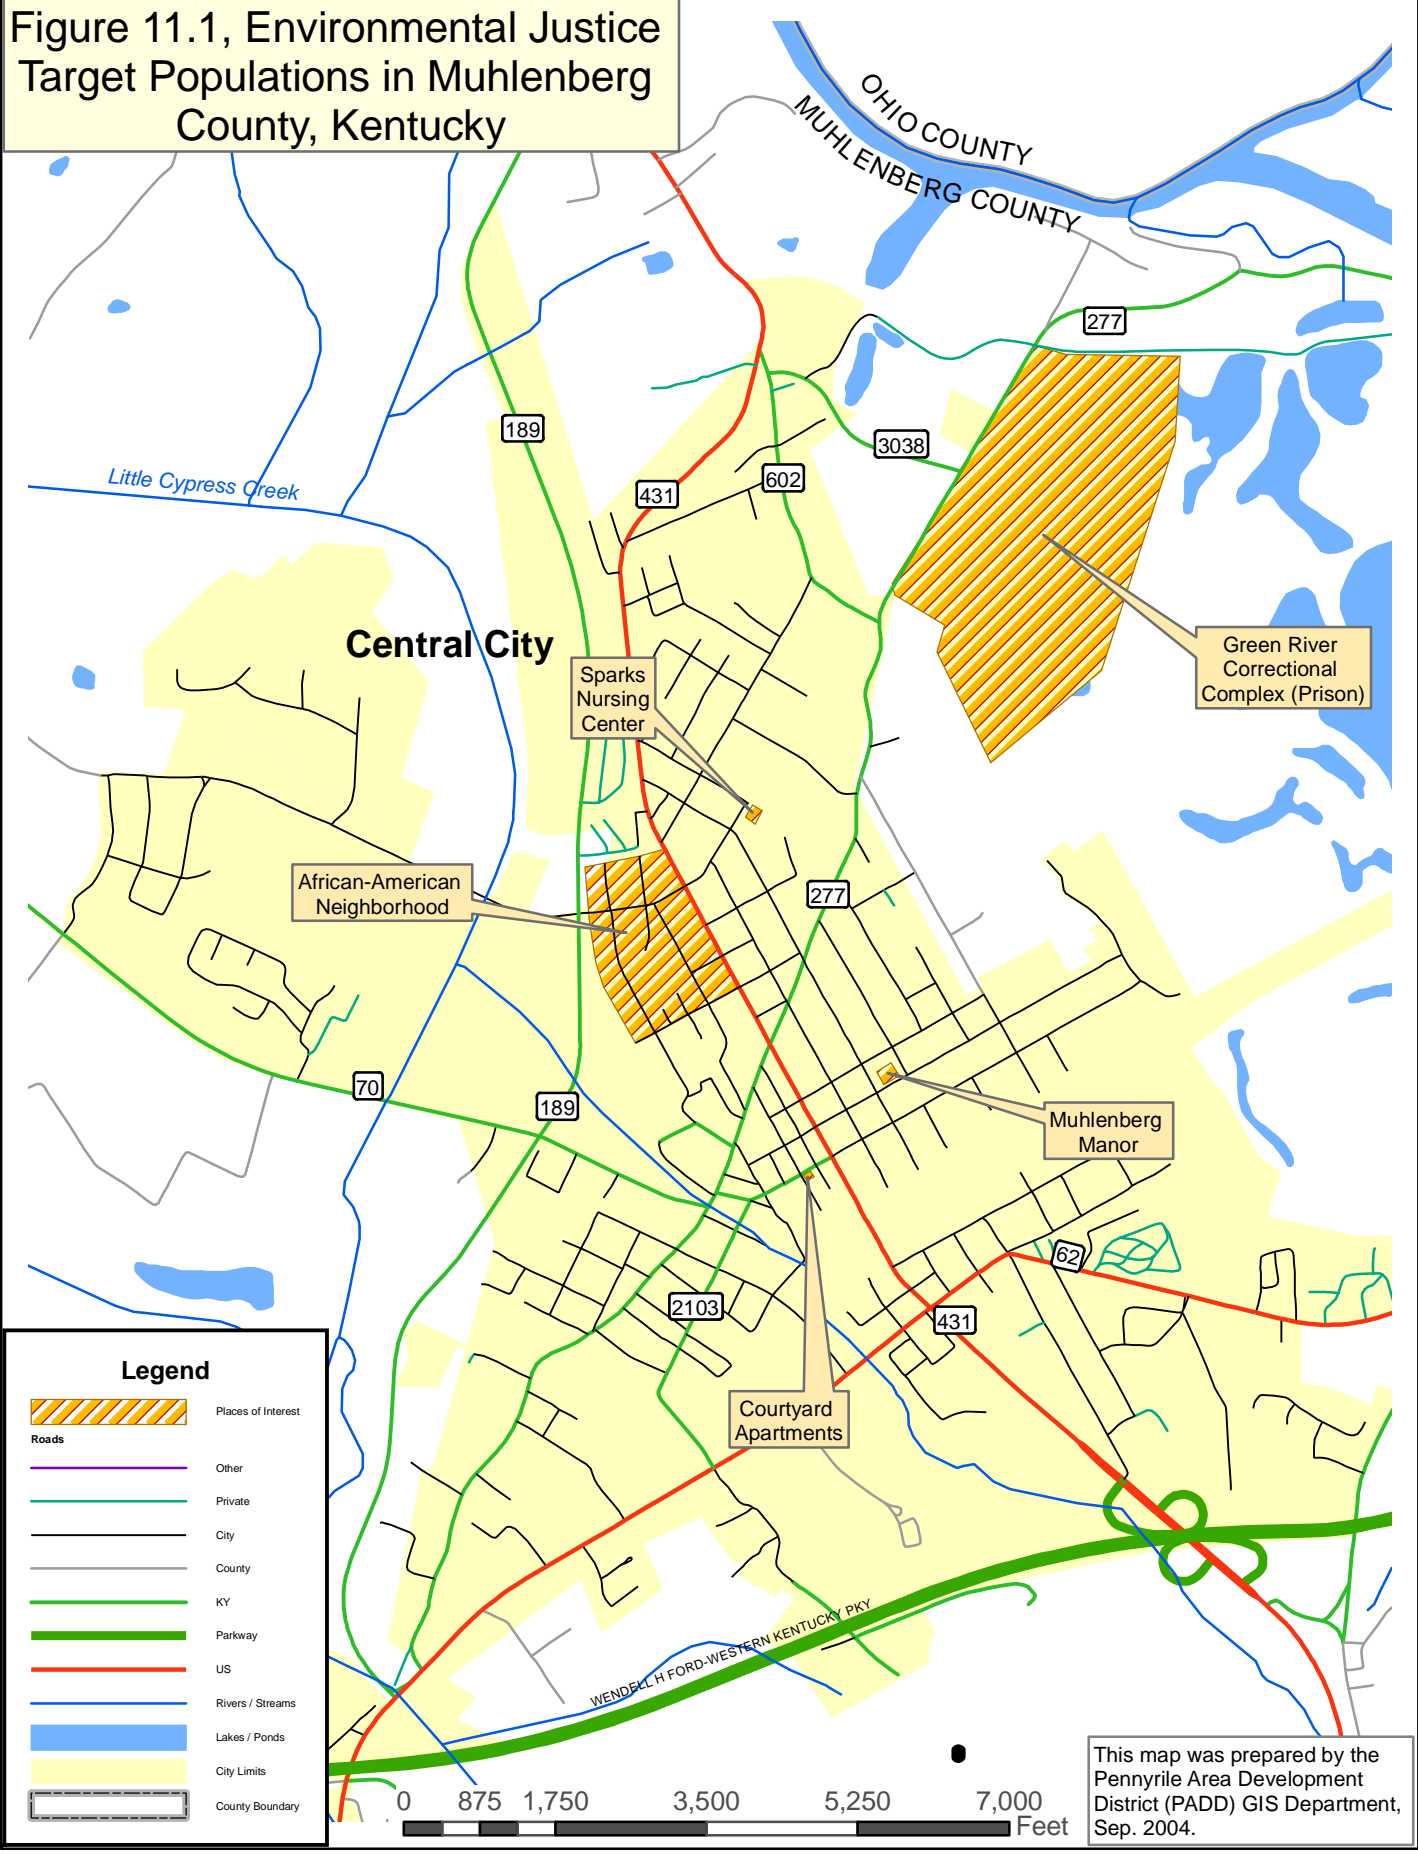 Figure 11.1, Environmental Justice
Target Populations in Muhlenberg
County, Kentucky
OHIO COUNTY
MUHLENBERG COUNTY
277
189
3038
602
431
Little Cypress Creek
Central City
Sparks
Nursing
Center
Green River
Correctional
Complex (Prison)
African-American
Neighborhood
277
70
189
Muhlenberg
Manor
62
2103
431
Courtyard
Apartments
WENDELL H FORD-WESTERN KENTUCKY PKY
Legend
Places of Interest
Roads
Other
Private
City
County
KY
Parkway
US
Rivers / Streams
Lakes / Ponds
City Limits
County Boundary
0 875 1,750 3,500 5,250 7,000
Feet
This map was prepared by the
Pennyrile Area Development
District (PADD) GIS Department,
Sep. 2004.